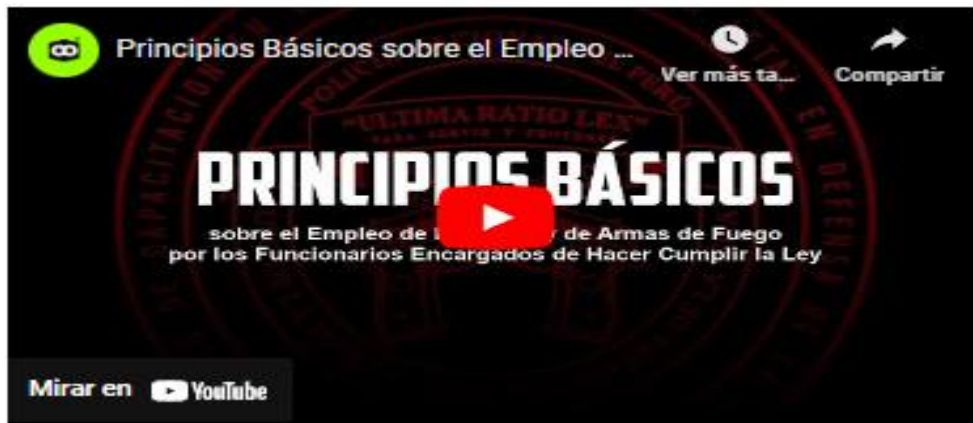 Principios Básicos sobre el Empleo ...
Ver más ta...
Compartir
"ULTIMA RATIO LEX"
PRINCIPIOS BÁSICOS
sobre el Empleo de de Armas de Fuego
por los Funcionarios Encargados de Hacer Cumplir la Ley
Mirar en YouTube